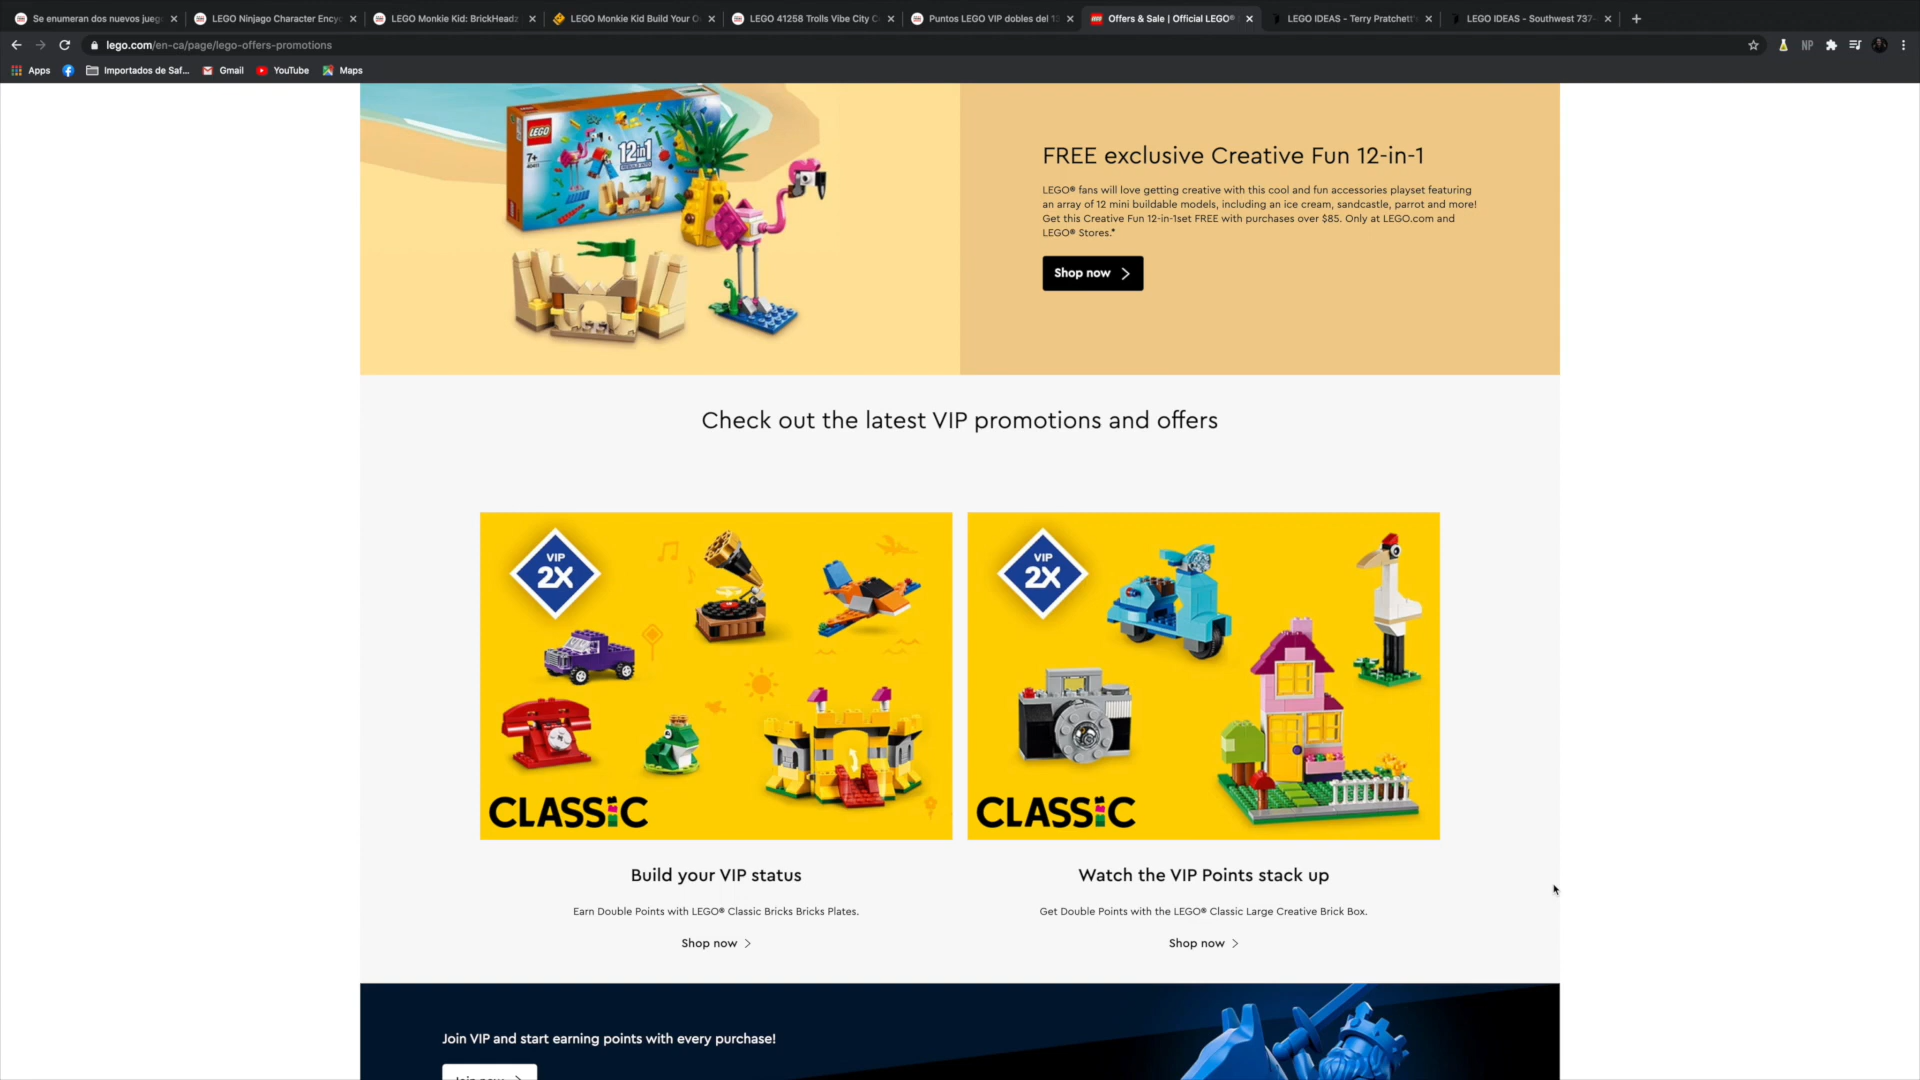 Se enumeran dos nuevos jueg
LEGO Ninjago Character Ency
LEGO Monkie Kid: BrickHeadz
LEGO Monkie Kid Build Your O
LEGO 41258 Trolls Vibe City C
Puntos LEGO VIP dobles del 1
Offers & Sale | Official LEGO®
LEGO IDEAS - Terry Pratchett
LEGO IDEAS - Southwest 737-
lego.com/en-ca/page/lego-offers-promotions
NP
Apps
Importados de Saf...
Gmail
YouTube
Maps
LEGO
7+
12in1
FREE exclusive Creative Fun 12-in-1
LEGO® fans will love getting creative with this cool and fun accessories playset featuring
an array of 12 mini buildable models, including an ice cream, sandcastle, parrot and more!
Get this Creative Fun 12-in-1set FREE with purchases over $85. Only at LEGO.com and
LEGO® Stores.*
Shop now
Check out the latest VIP promotions and offers
VIP
2X
CLASSiC
VIP
2X
CLASSiC
Build your VIP status
Earn Double Points with LEGO® Classic Bricks Bricks Plates.
Shop now
Watch the VIP Points stack up
Get Double Points with the LEGO® Classic Large Creative Brick Box.
Shop now
Join VIP and start earning points with every purchase!
Join now